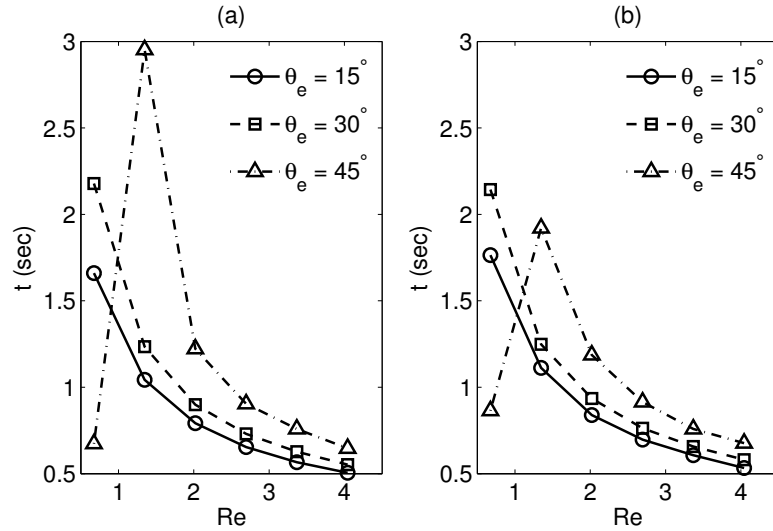 (a)
t (sec)
3
2.5
2
1.5
1
0.5
1 2 3 4
Re
θe = 15°
θe = 30°
θe = 45°
(b)
t (sec)
3
2.5
2
1.5
1
0.5
1 2 3 4
Re
θe = 15°
θe = 30°
θe = 45°